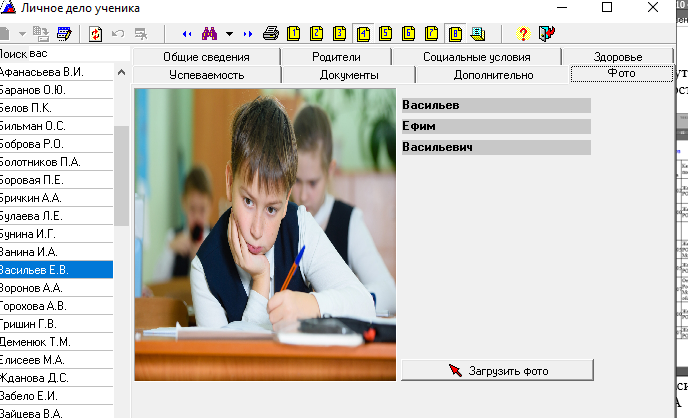 Личное дело ученика
1 2 3 4 5 6 7 8
Поиск вас
Общие сведения Родители Социальные условия Здоровье
Успеваемость Документы Дополнительно Фото
Афанасьева В.И.
Баранов О.Ю.
Белов П.К.
Бильман О.С.
Боброва Р.О.
Болотников П.А.
Боровая П.Е.
Бричкин А.А.
Булаева Л.Е.
Бунина И.Г.
Ванина И.А.
Васильев Е.В.
Воронов А.А.
Горохова А.В.
Гришин Г.В.
Деменюк Т.М.
Елисеев М.А.
Жданова Д.С.
Забело Е.И.
Зайцева В.А.
Васильев
Ефим
Васильевич
Загрузить фото